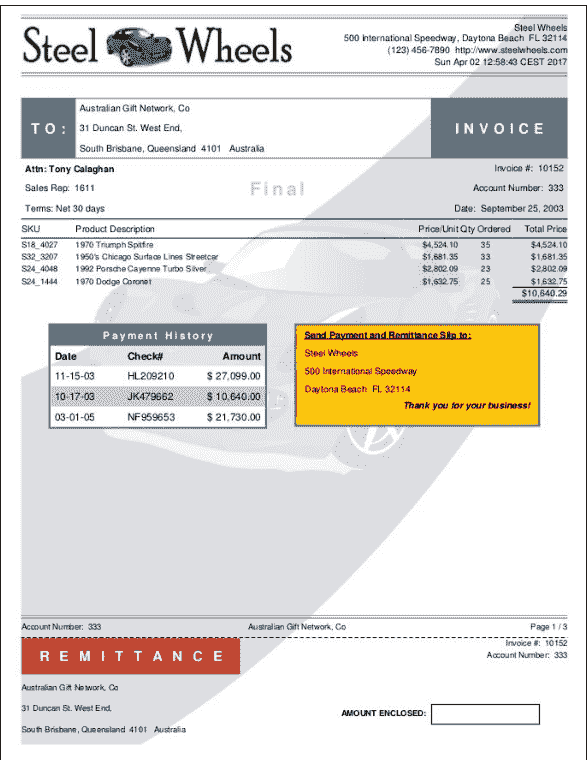 Steel Wheels
Steel Wheels
500 International Speedway, Daytona Beach FL 32114
(123) 456-7890 http://www.steelwheels.com
Sun Apr 02 12:58:43 CEST 2017
TO:
Australian Gift Network, Co
31 Duncan St. West End,
South Brisbane, Queensland 4101 Australia
INVOICE
Attn: Tony Calaghan
Invoice #: 10152
Sales Rep: 1611
Final
Account Number: 333
Terms: Net 30 days
Date: September 25, 2003
SKU Product Description Price/Unit Qty Ordered Total Price
S18_4027 1970 Triumph Spitfire $4,524.10 35 $4,524.10
S32_3207 1950's Chicago Surface Lines Streetcar $1,681.35 33 $1,681.35
S24_4048 1992 Porsche Cayenne Turbo Silver $2,802.09 23 $2,802.09
S24_1444 1970 Dodge Coronet $1,632.75 25 $1,632.75
$10,640.29
Payment History
Date Check# Amount
11-15-03 HL209210 $ 27,099.00
10-17-03 JK479662 $ 10,640.00
03-01-05 NF959653 $ 21,730.00
Send Payment and Remittance Slip to:
Steel Wheels
500 International Speedway
Daytona Beach FL 32114
Thank you for your business!
Account Number: 333 Australian Gift Network, Co Page 1 / 3
REMITTANCE
Invoice #: 10152
Account Number: 333
Australian Gift Network, Co
31 Duncan St. West End,
South Brisbane, Queensland 4101 Australia
AMOUNT ENCLOSED: